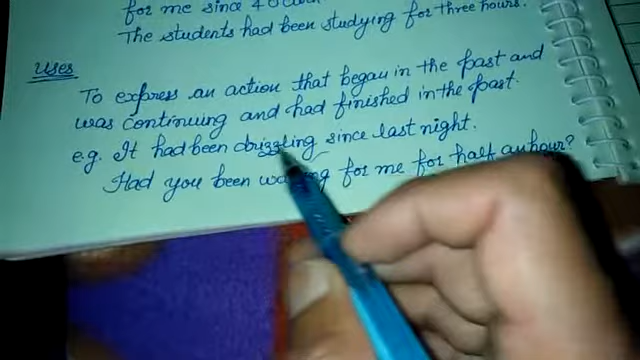 for me since 4 O'
The students had been studying for three hours.
Uses
To express an action that began in the past and
was continuing and had finished in the past.
e.g. It had been drizzling since last night.
Had you been for me for half an hour?